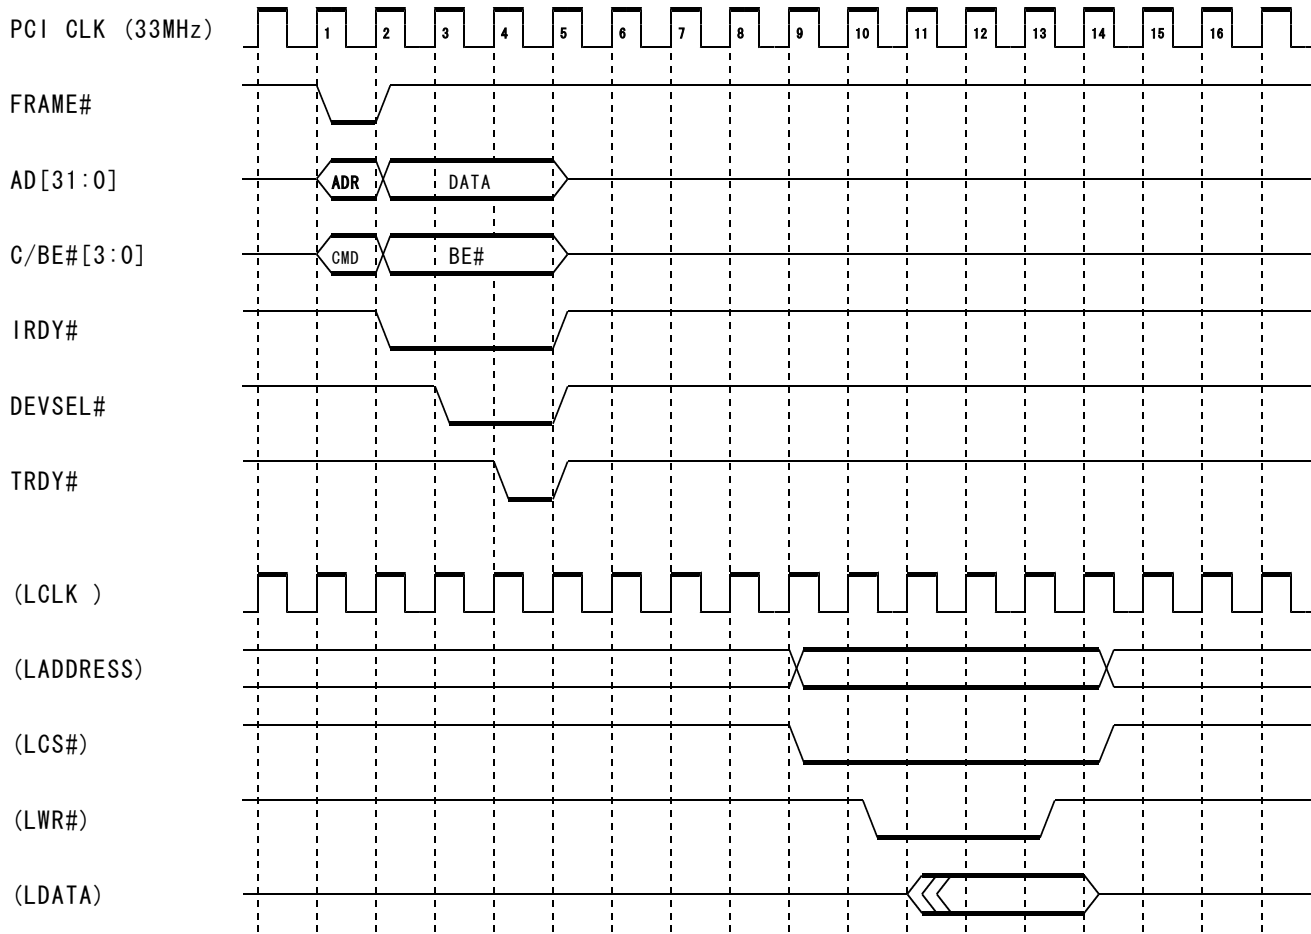 PCI CLK (33MHz)
1 2 3 4 5 6 7 8 9 10 11 12 13 14 15 16
FRAME#
AD[31:0]
ADR DATA
C/BE#[3:0]
CMD BE#
IRDY#
DEVSEL#
TRDY#
(LCLK )
(LADDRESS)
(LCS#)
(LWR#)
(LDATA)